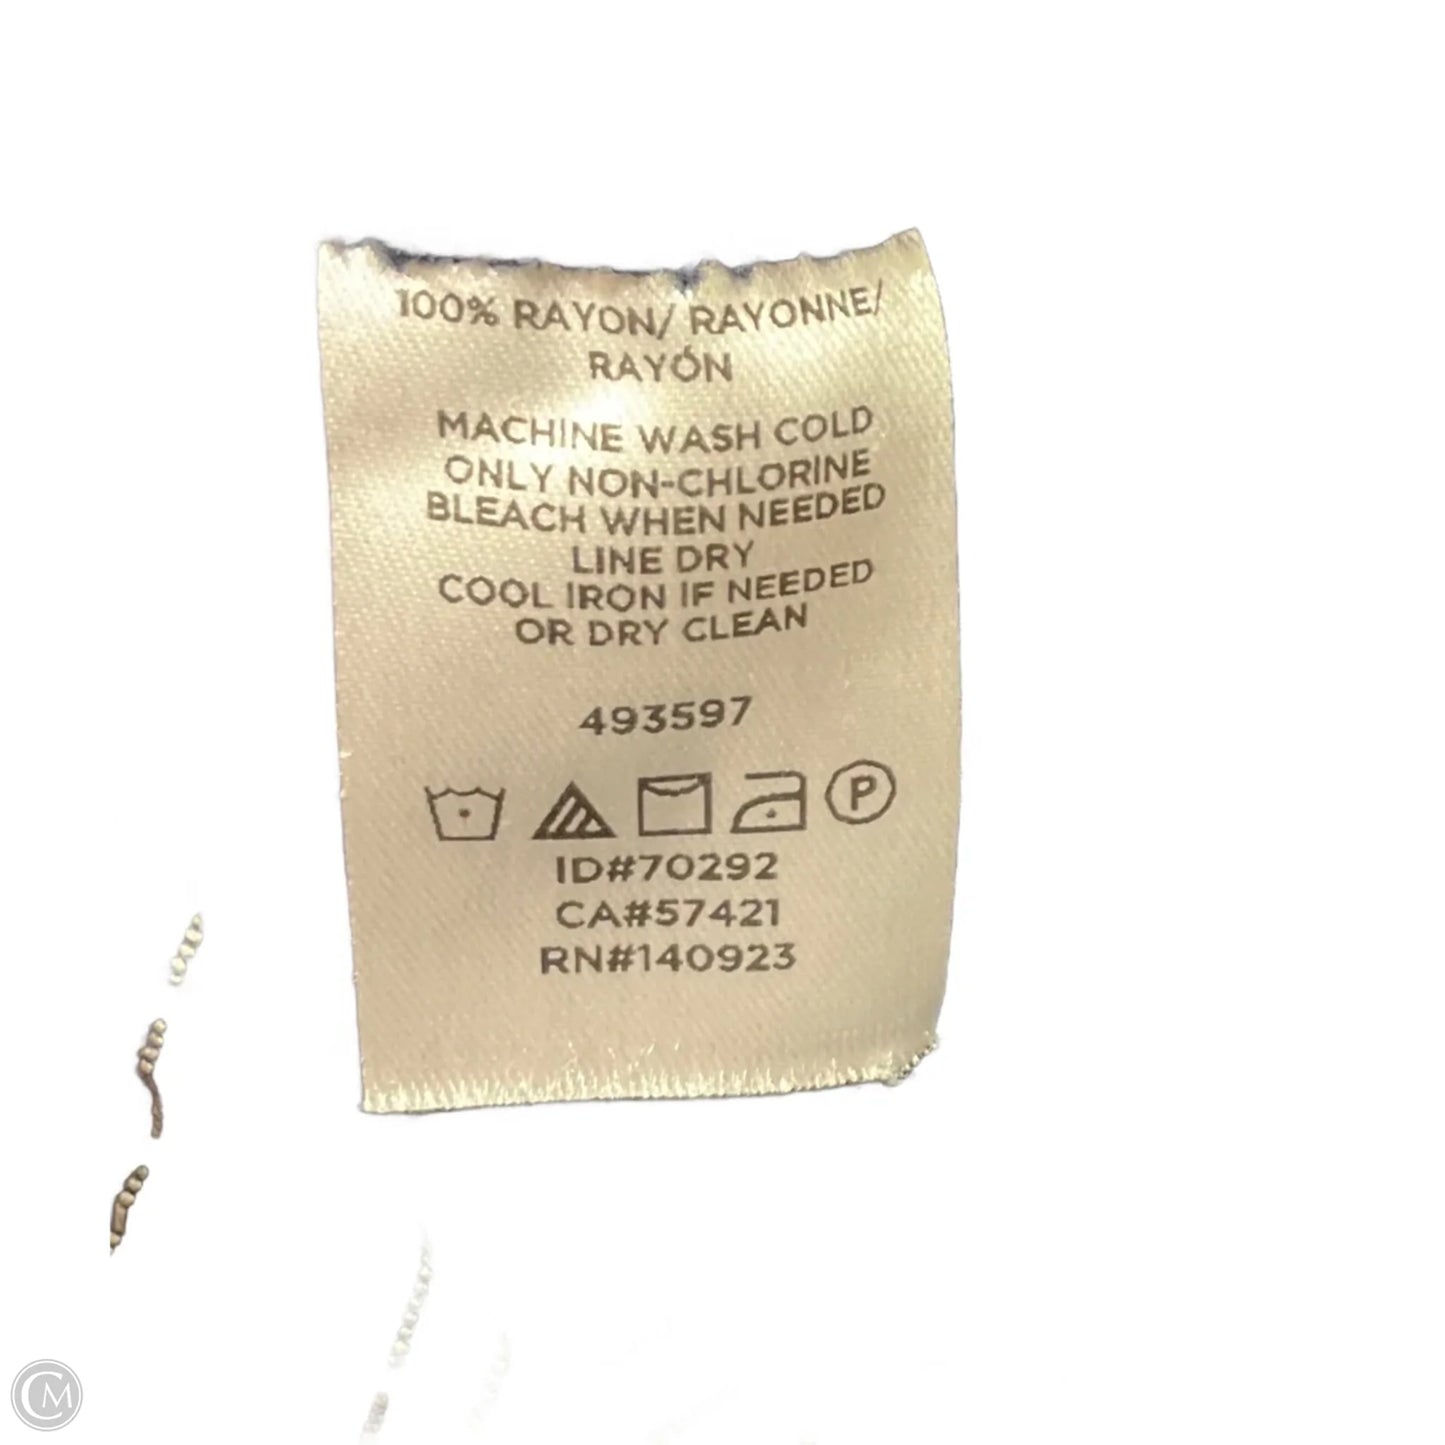 100% RAYON/ RAYONNE/
RAYÓN
MACHINE WASH COLD
ONLY NON-CHLORINE
BLEACH WHEN NEEDED
LINE DRY
COOL IRON IF NEEDED
OR DRY CLEAN
493597
P
ID#70292
CA#57421
RN#140923
CM